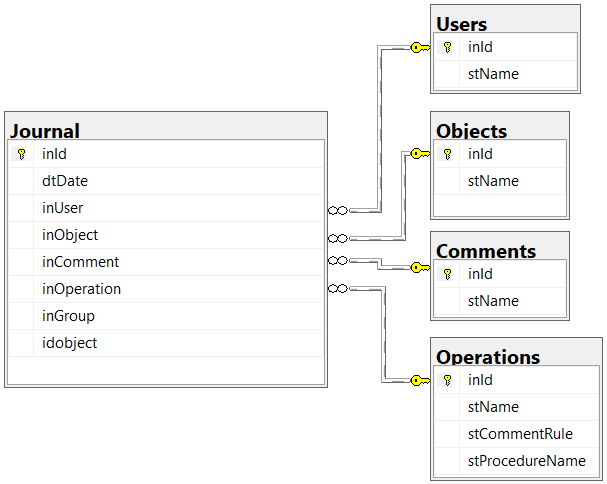 Journal
inId
dtDate
inUser
inObject
inComment
inOperation
inGroup
idobject
Users
inId
stName
Objects
inId
stName
Comments
inId
stName
Operations
inId
stName
stCommentRule
stProcedureName